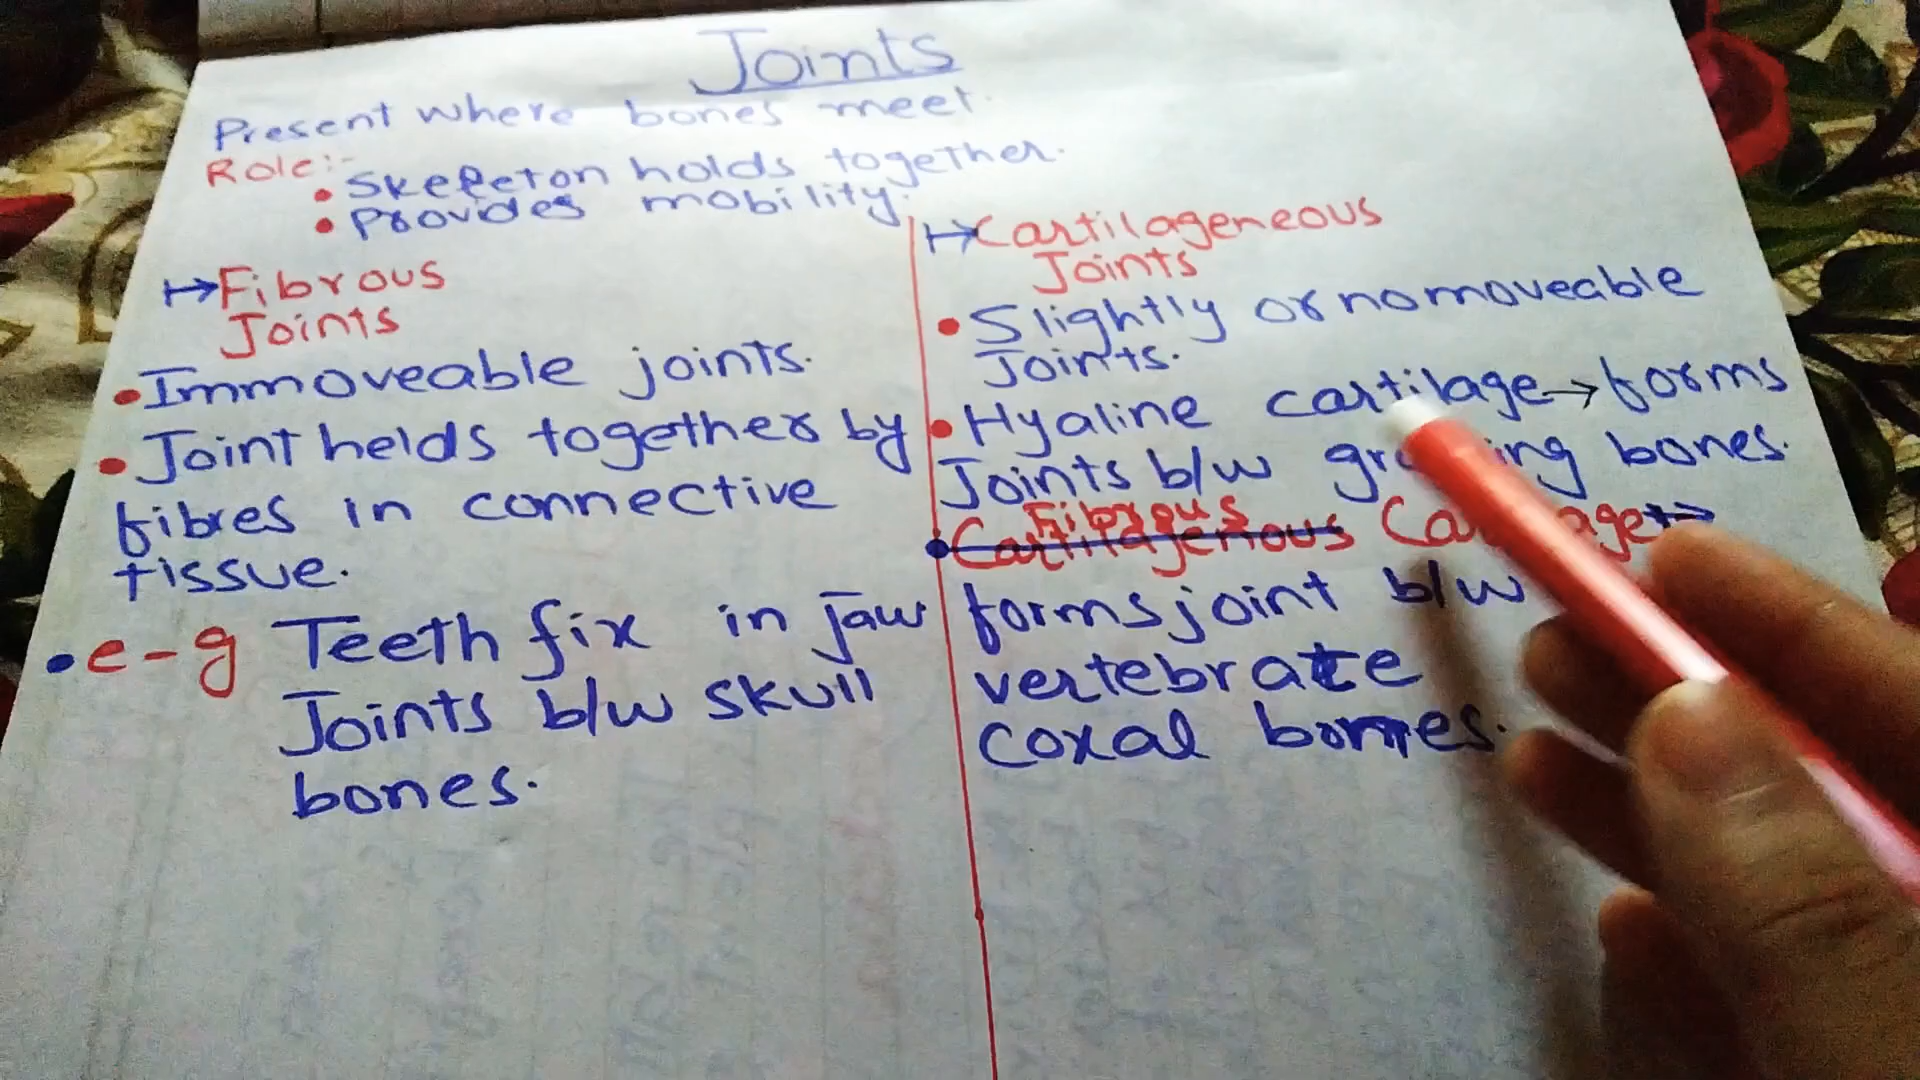 Joints
Present where bones meet.
Role:-
• Skeleton holds together.
• Provides mobility.
↦ Fibrous
Joints
• Immoveable joints.
• Joint helds together by
fibres in connective
tissue.
• e-g Teeth fix in jaw
Joints b/w skull
bones.
↦ Cartilageneous
Joints
• Slightly or nomoveable
Joints.
• Hyaline cartilage → forms
Joints b/w bones.
Fibrous
• Cartilagenous
forms joint b/w
vertebrate
coxal bones.